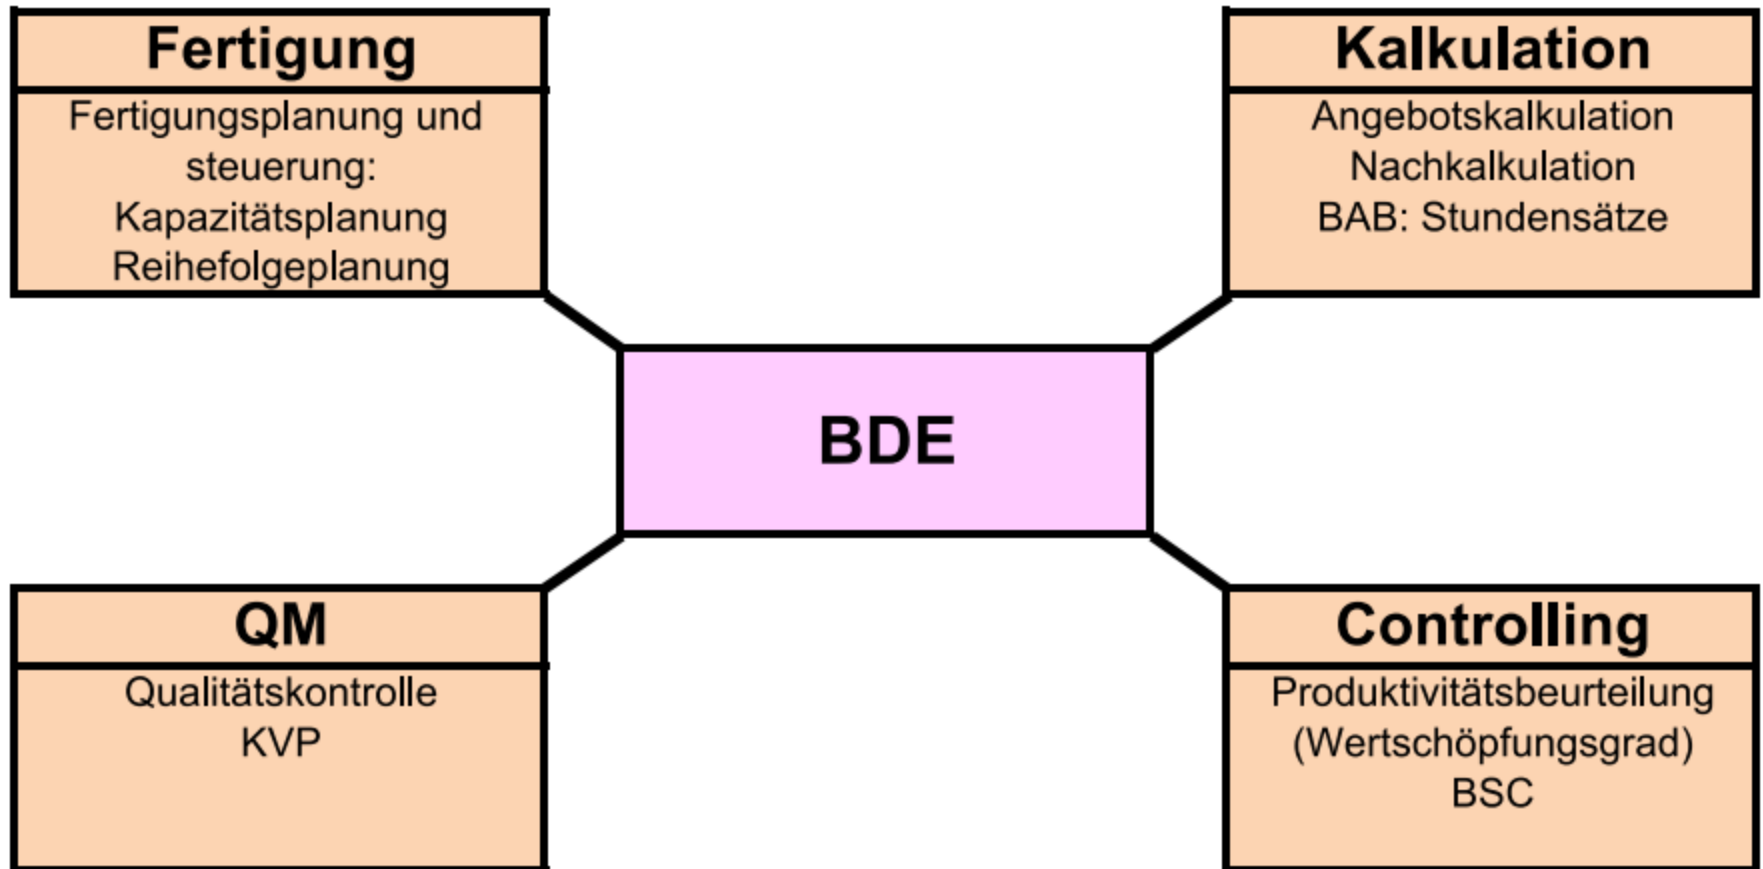 Fertigung
Fertigungsplanung und
steuerung:
Kapazitätsplanung
Reihefolgeplanung
Kalkulation
Angebotskalkulation
Nachkalkulation
BAB: Stundensätze
BDE
QM
Qualitätskontrolle
KVP
Controlling
Produktivitätsbeurteilung
(Wertschöpfungsgrad)
BSC